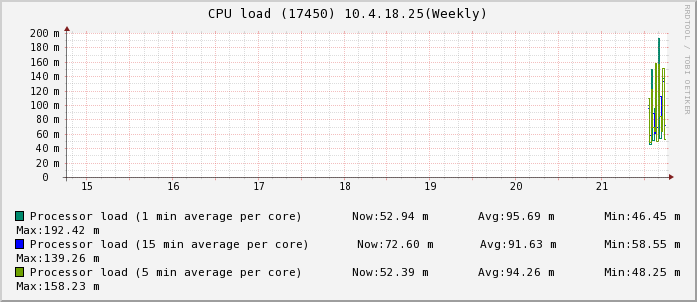 CPU load (17450) 10.4.18.25(Weekly)
RRDTOOL / TOBI OETIKER
200 m
180 m
160 m
140 m
120 m
100 m
80 m
60 m
40 m
20 m
0
15 16 17 18 19 20 21
Processor load (1 min average per core) Now:52.94 m Avg:95.69 m Min:46.45 m
Max:192.42 m
Processor load (15 min average per core) Now:72.60 m Avg:91.63 m Min:58.55 m
Max:139.26 m
Processor load (5 min average per core) Now:52.39 m Avg:94.26 m Min:48.25 m
Max:158.23 m